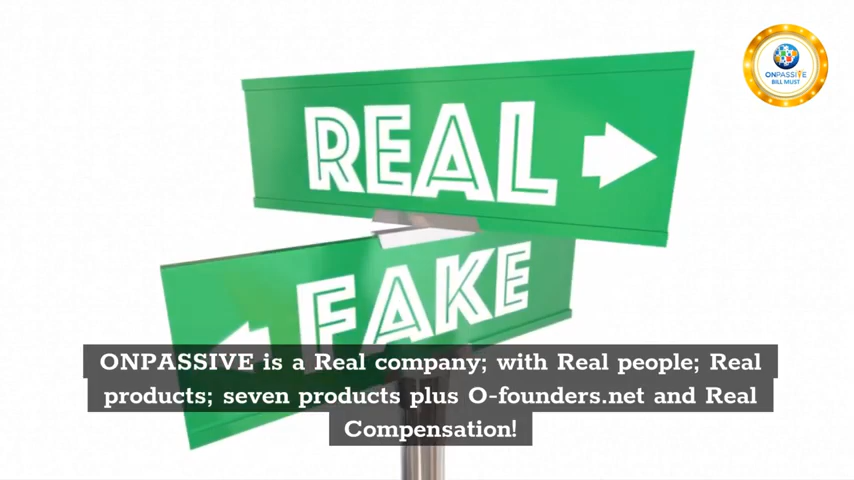 REAL
FAKE
ONPASSIVE
BILL MUST
ONPASSIVE is a Real company; with Real people; Real
products; seven products plus O-founders.net and Real
Compensation!